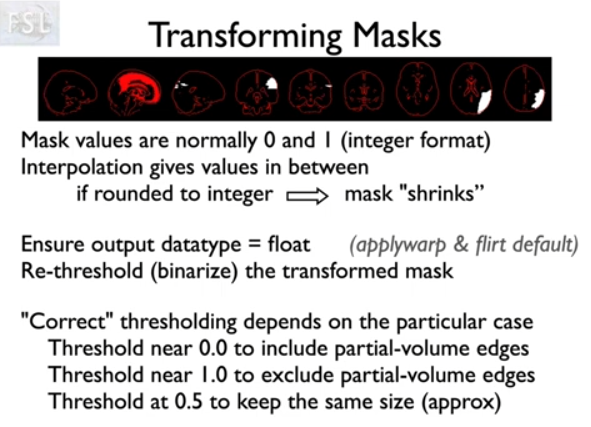 FSL
Transforming Masks
Mask values are normally 0 and 1 (integer format)
Interpolation gives values in between
if rounded to integer ⇨ mask "shrinks”
Ensure output datatype = float (applywarp & flirt default)
Re-threshold (binarize) the transformed mask
"Correct" thresholding depends on the particular case
Threshold near 0.0 to include partial-volume edges
Threshold near 1.0 to exclude partial-volume edges
Threshold at 0.5 to keep the same size (approx)